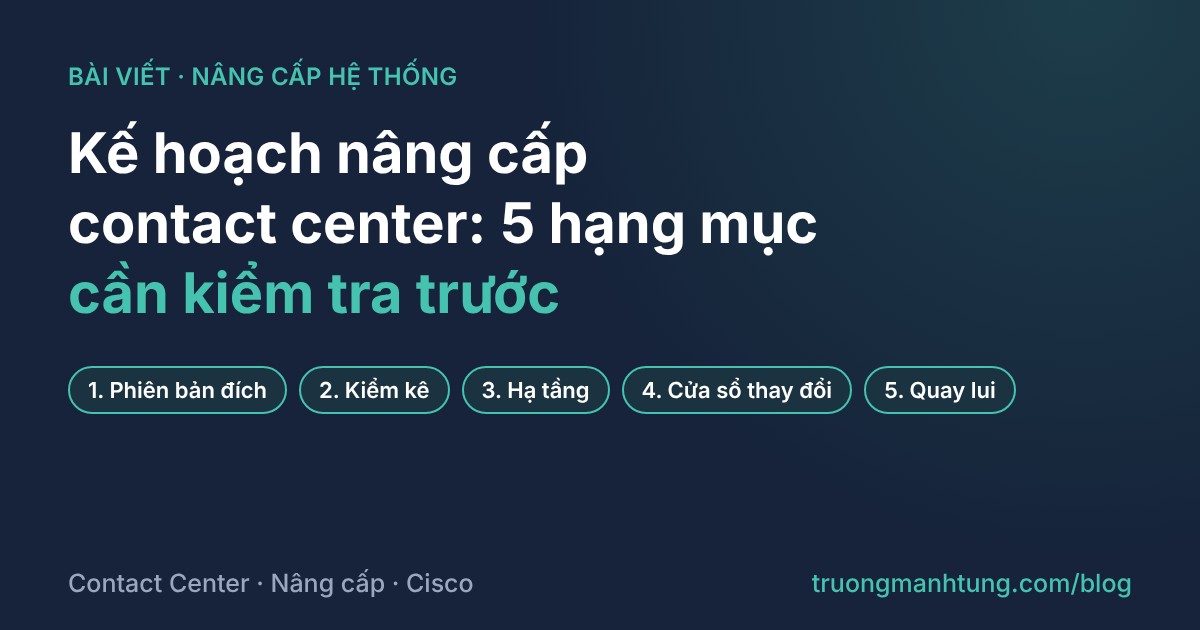 BÀI VIẾT · NÂNG CẤP HỆ THỐNG
Kế hoạch nâng cấp
contact center: 5 hạng mục
cần kiểm tra trước
1. Phiên bản đích
2. Kiểm kê
3. Hạ tầng
4. Cửa sổ thay đổi
5. Quay lui
Contact Center · Nâng cấp · Cisco
truongmanhtung.com/blog